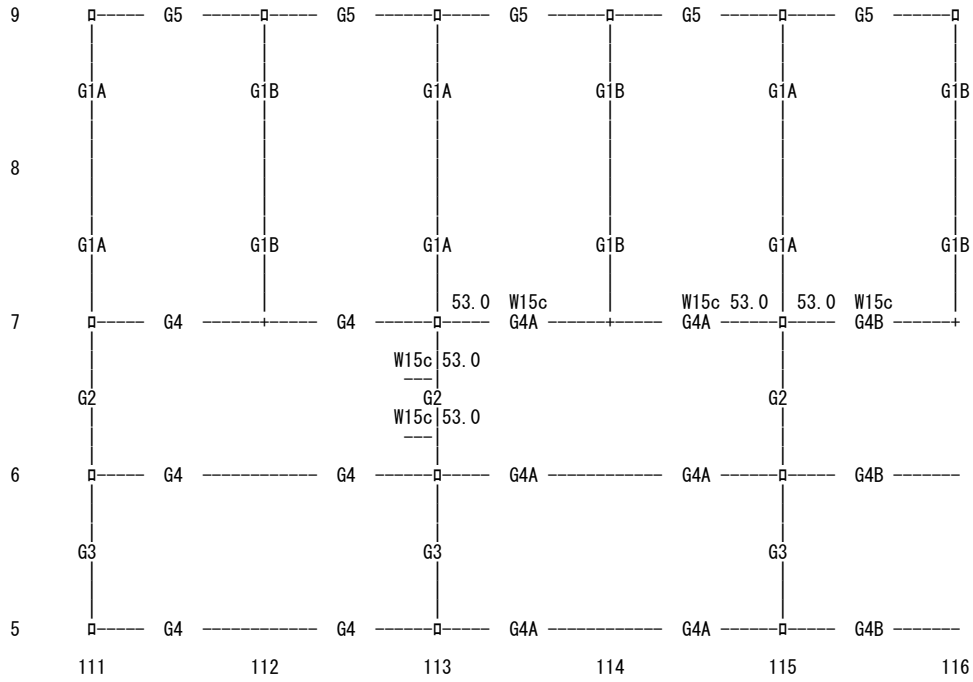 9 G5 G5 G5 G5 G5
G1A G1B G1A G1B G1A G1B
8
G1A G1B G1A G1B G1A G1B
53.0 W15c W15c 53.0 53.0 W15c
7 G4 G4 G4A G4A G4B
W15c 53.0
G2 G2 G2
W15c 53.0
6 G4 G4 G4A G4A G4B
G3 G3 G3
5 G4 G4 G4A G4A G4B
111 112 113 114 115 116